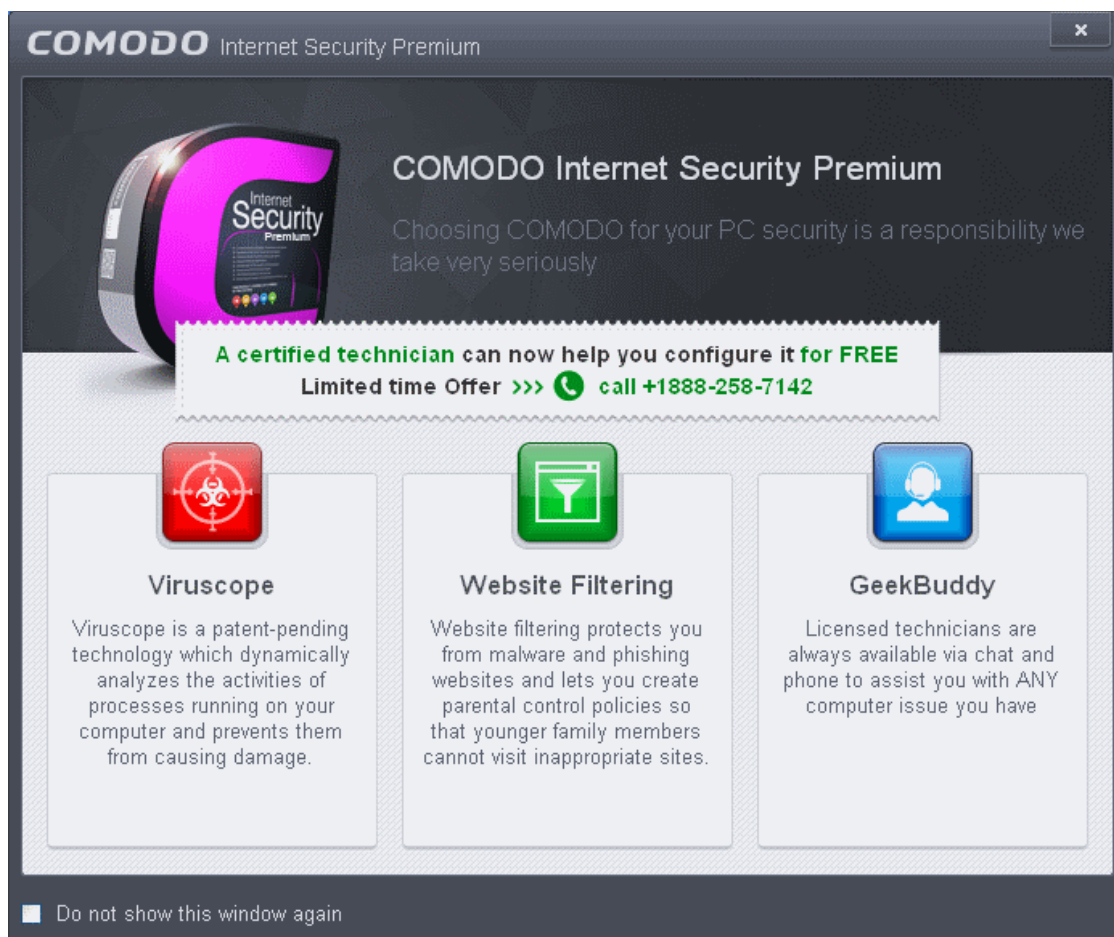 COMODO Internet Security Premium
COMODO Internet Security Premium
Choosing COMODO for your PC security is a responsibility we
take very seriously
Internet
Security
Premium
A certified technician can now help you configure it for FREE
Limited time Offer >>> call +1888-258-7142
Viruscope
Viruscope is a patent-pending
technology which dynamically
analyzes the activities of
processes running on your
computer and prevents them
from causing damage.
Website Filtering
Website filtering protects you
from malware and phishing
websites and lets you create
parental control policies so
that younger family members
cannot visit inappropriate sites.
GeekBuddy
Licensed technicians are
always available via chat and
phone to assist you with ANY
computer issue you have
Do not show this window again